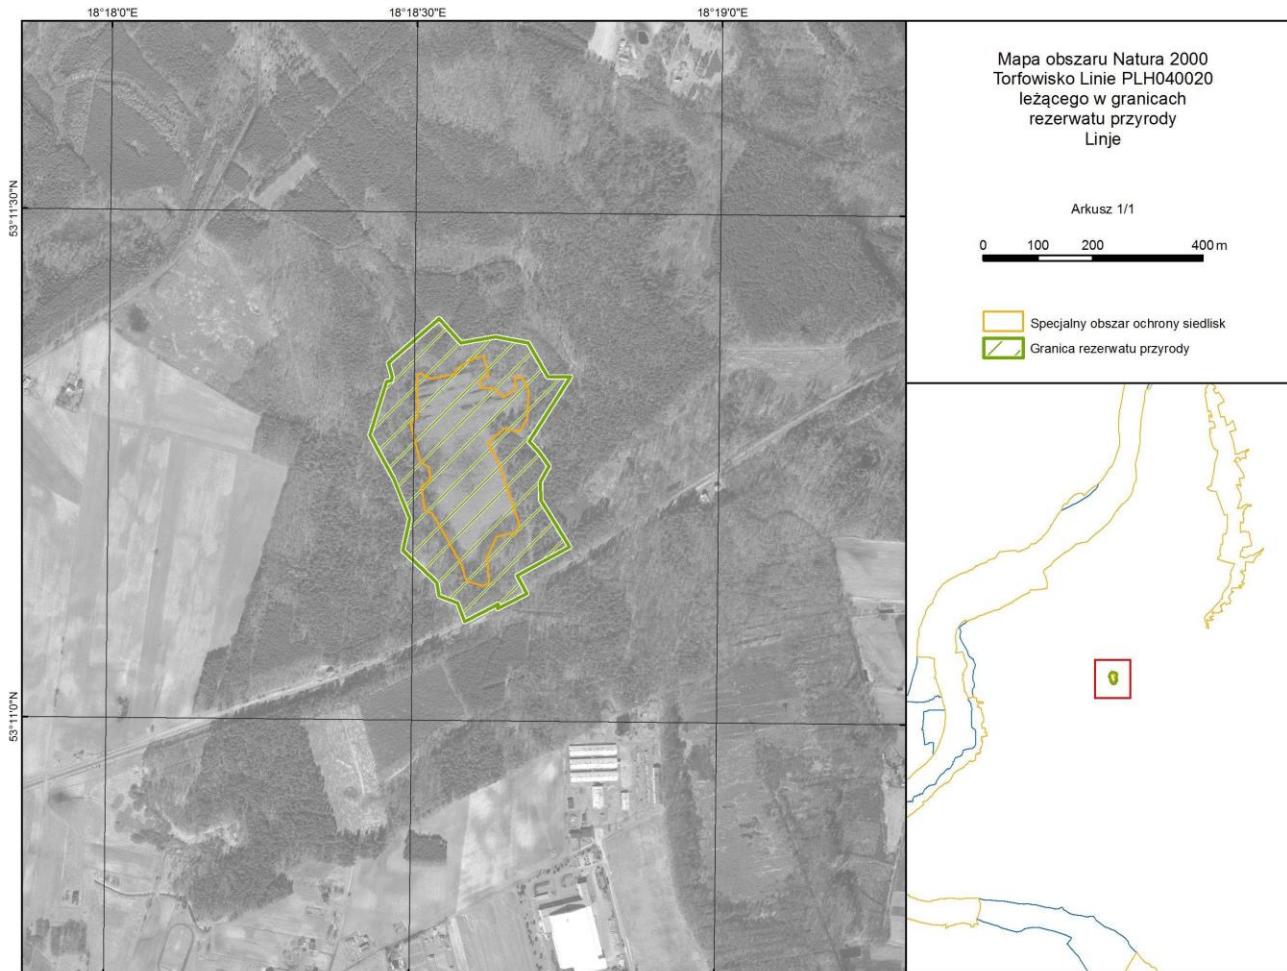 18°18'0"E
18°18'30"E
18°19'0"E
53°11'30"N
53°11'0"N
Mapa obszaru Natura 2000
Torfowisko Linie PLH040020
leżącego w granicach
rezerwatu przyrody
Linje
Arkusz 1/1
0 100 200 400 m
Specjalny obszar ochrony siedlisk
Granica rezerwatu przyrody